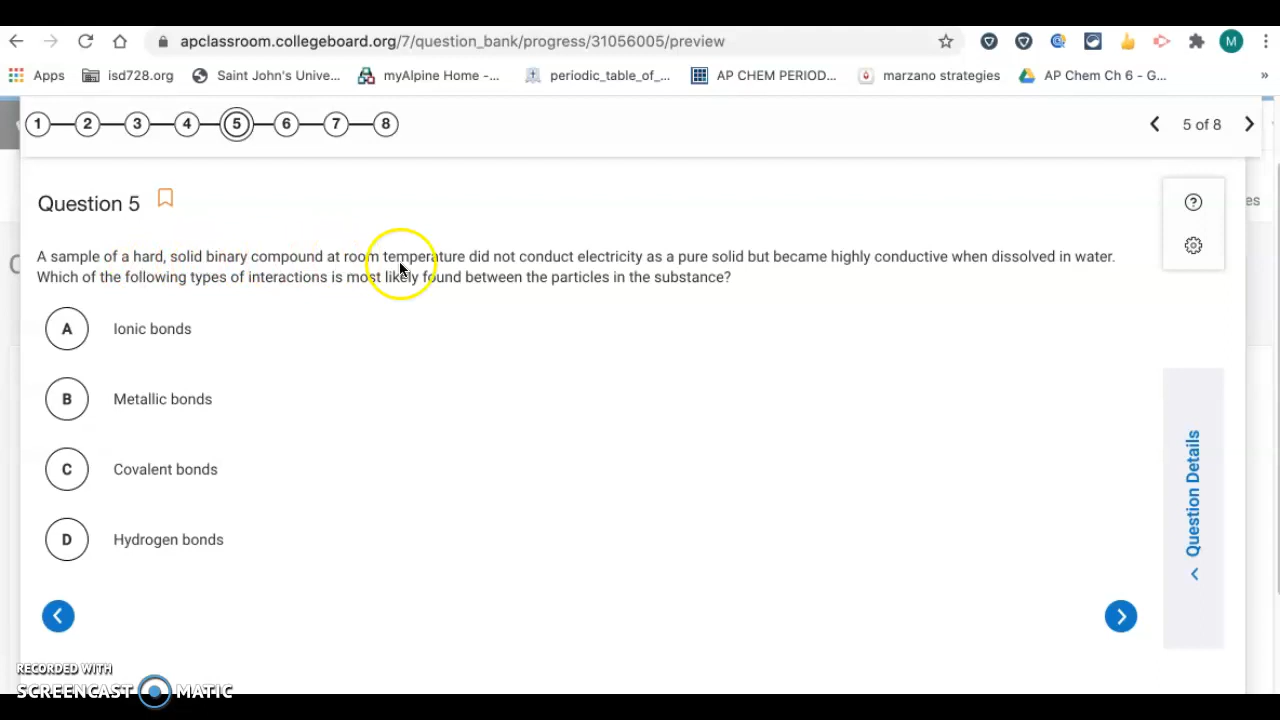 apclassroom.collegeboard.org/7/question_bank/progress/31056005/preview
M
Apps isd728.org Saint John's Unive... myAlpine Home -... periodic_table_of_... AP CHEM PERIOD... marzano strategies AP Chem Ch 6 - G... »
1 2 3 4 5 6 7 8 5 of 8
Question 5
?
es
A sample of a hard, solid binary compound at room temperature did not conduct electricity as a pure solid but became highly conductive when dissolved in water.
Which of the following types of interactions is most likely found between the particles in the substance?
A Ionic bonds
B Metallic bonds
C Covalent bonds
D Hydrogen bonds
Question Details
RECORDED WITH
SCREENCAST MATIC